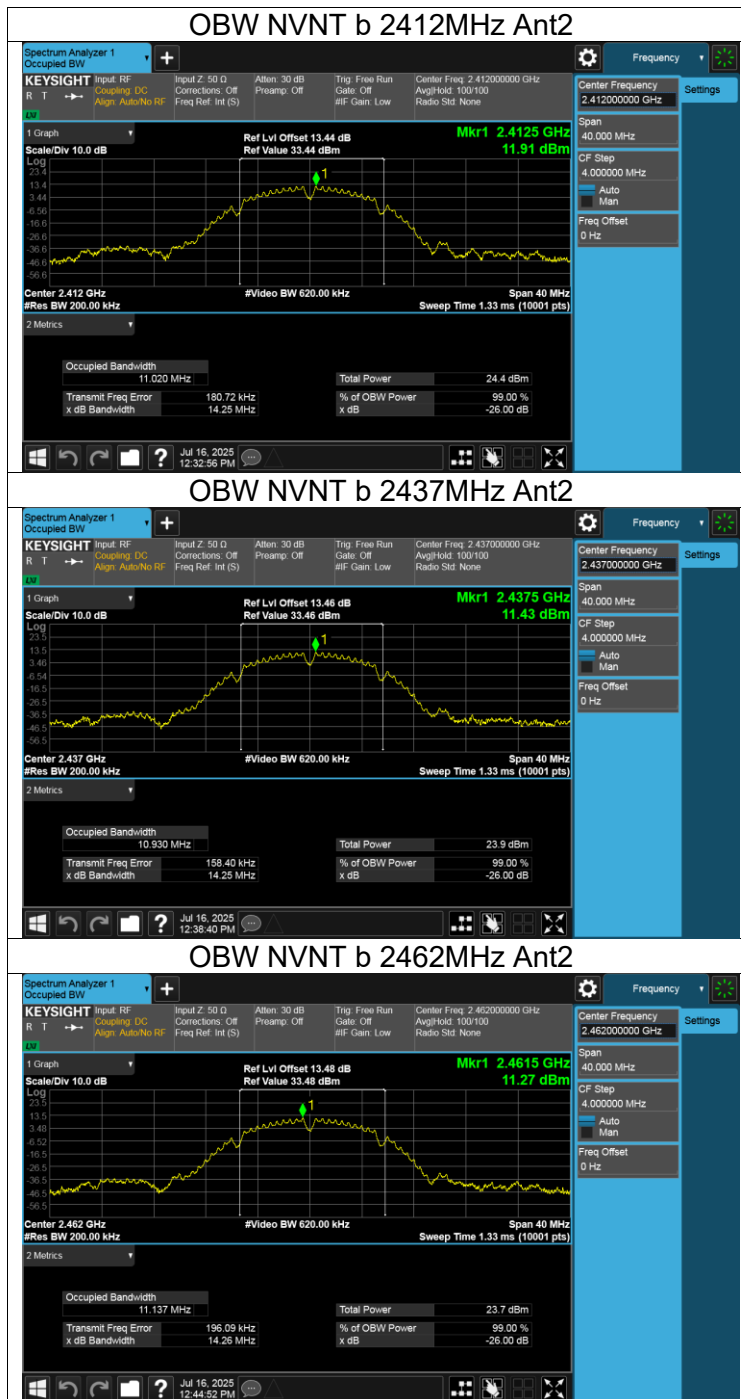 OBW NVNT b 2412MHz Ant2
Spectrum Analyzer 1
Occupied BW
Frequency
KEYSIGHT Input: RF Input Z: 50 Ω Atten: 30 dB Trig: Free Run Center Freq: 2.412000000 GHz
R T Coupling: DC Corrections: Off Preamp: Off Gate: Off Avg|Hold: 100/100
Align: Auto/No RF Freq Ref: Int (S) #IF Gain: Low Radio Std: None
LXI
Center Frequency
2.412000000 GHz
Settings
Span
40.000 MHz
CF Step
4.000000 MHz
Auto
Man
Freq Offset
0 Hz
1 Graph
Ref Lvl Offset 13.44 dB
Mkr1 2.4125 GHz
Scale/Div 10.0 dB
Ref Value 33.44 dBm
11.91 dBm
Log
23.4
1
13.4
3.44
-6.56
-16.6
-26.6
-36.6
-46.6
-56.6
Center 2.412 GHz #Video BW 620.00 kHz Span 40 MHz
#Res BW 200.00 kHz Sweep Time 1.33 ms (10001 pts)
2 Metrics
Occupied Bandwidth
11.020 MHz
Total Power 24.4 dBm
Transmit Freq Error 180.72 kHz % of OBW Power 99.00 %
x dB Bandwidth 14.25 MHz x dB -26.00 dB
?
Jul 16, 2025
12:32:56 PM
OBW NVNT b 2437MHz Ant2
Spectrum Analyzer 1
Occupied BW
Frequency
KEYSIGHT Input: RF Input Z: 50 Ω Atten: 30 dB Trig: Free Run Center Freq: 2.437000000 GHz
R T Coupling: DC Corrections: Off Preamp: Off Gate: Off Avg|Hold: 100/100
Align: Auto/No RF Freq Ref: Int (S) #IF Gain: Low Radio Std: None
LXI
Center Frequency
2.437000000 GHz
Settings
Span
40.000 MHz
CF Step
4.000000 MHz
Auto
Man
Freq Offset
0 Hz
1 Graph
Ref Lvl Offset 13.46 dB
Mkr1 2.4375 GHz
Scale/Div 10.0 dB
Ref Value 33.46 dBm
11.43 dBm
Log
23.5
1
13.5
3.46
-6.54
-16.5
-26.5
-36.5
-46.5
-56.5
Center 2.437 GHz #Video BW 620.00 kHz Span 40 MHz
#Res BW 200.00 kHz Sweep Time 1.33 ms (10001 pts)
2 Metrics
Occupied Bandwidth
10.930 MHz
Total Power 23.9 dBm
Transmit Freq Error 158.40 kHz % of OBW Power 99.00 %
x dB Bandwidth 14.25 MHz x dB -26.00 dB
?
Jul 16, 2025
12:38:40 PM
OBW NVNT b 2462MHz Ant2
Spectrum Analyzer 1
Occupied BW
Frequency
KEYSIGHT Input: RF Input Z: 50 Ω Atten: 30 dB Trig: Free Run Center Freq: 2.462000000 GHz
R T Coupling: DC Corrections: Off Preamp: Off Gate: Off Avg|Hold: 100/100
Align: Auto/No RF Freq Ref: Int (S) #IF Gain: Low Radio Std: None
LXI
Center Frequency
2.462000000 GHz
Settings
Span
40.000 MHz
CF Step
4.000000 MHz
Auto
Man
Freq Offset
0 Hz
1 Graph
Ref Lvl Offset 13.48 dB
Mkr1 2.4615 GHz
Scale/Div 10.0 dB
Ref Value 33.48 dBm
11.27 dBm
Log
23.5
1
13.5
3.48
-6.52
-16.5
-26.5
-36.5
-46.5
-56.5
Center 2.462 GHz #Video BW 620.00 kHz Span 40 MHz
#Res BW 200.00 kHz Sweep Time 1.33 ms (10001 pts)
2 Metrics
Occupied Bandwidth
11.137 MHz
Total Power 23.7 dBm
Transmit Freq Error 196.09 kHz % of OBW Power 99.00 %
x dB Bandwidth 14.26 MHz x dB -26.00 dB
?
Jul 16, 2025
12:44:52 PM